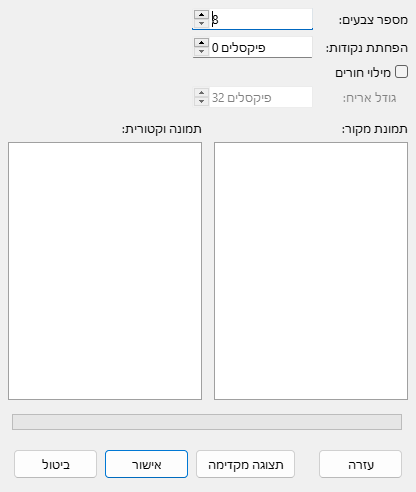 מספר צבעים: 8
הפחתת נקודות: 0 פיקסלים
מילוי חורים
גודל אריח: 32 פיקסלים
תמונת מקור: תמונה וקטורית:
עזרה תצוגה מקדימה אישור ביטול